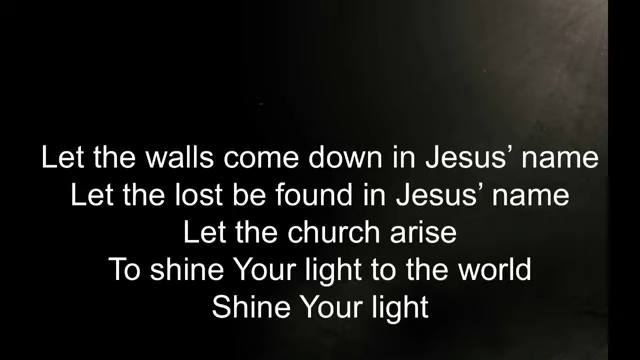 Let the walls come down in Jesus’ name
Let the lost be found in Jesus’ name
Let the church arise
To shine Your light to the world
Shine Your light